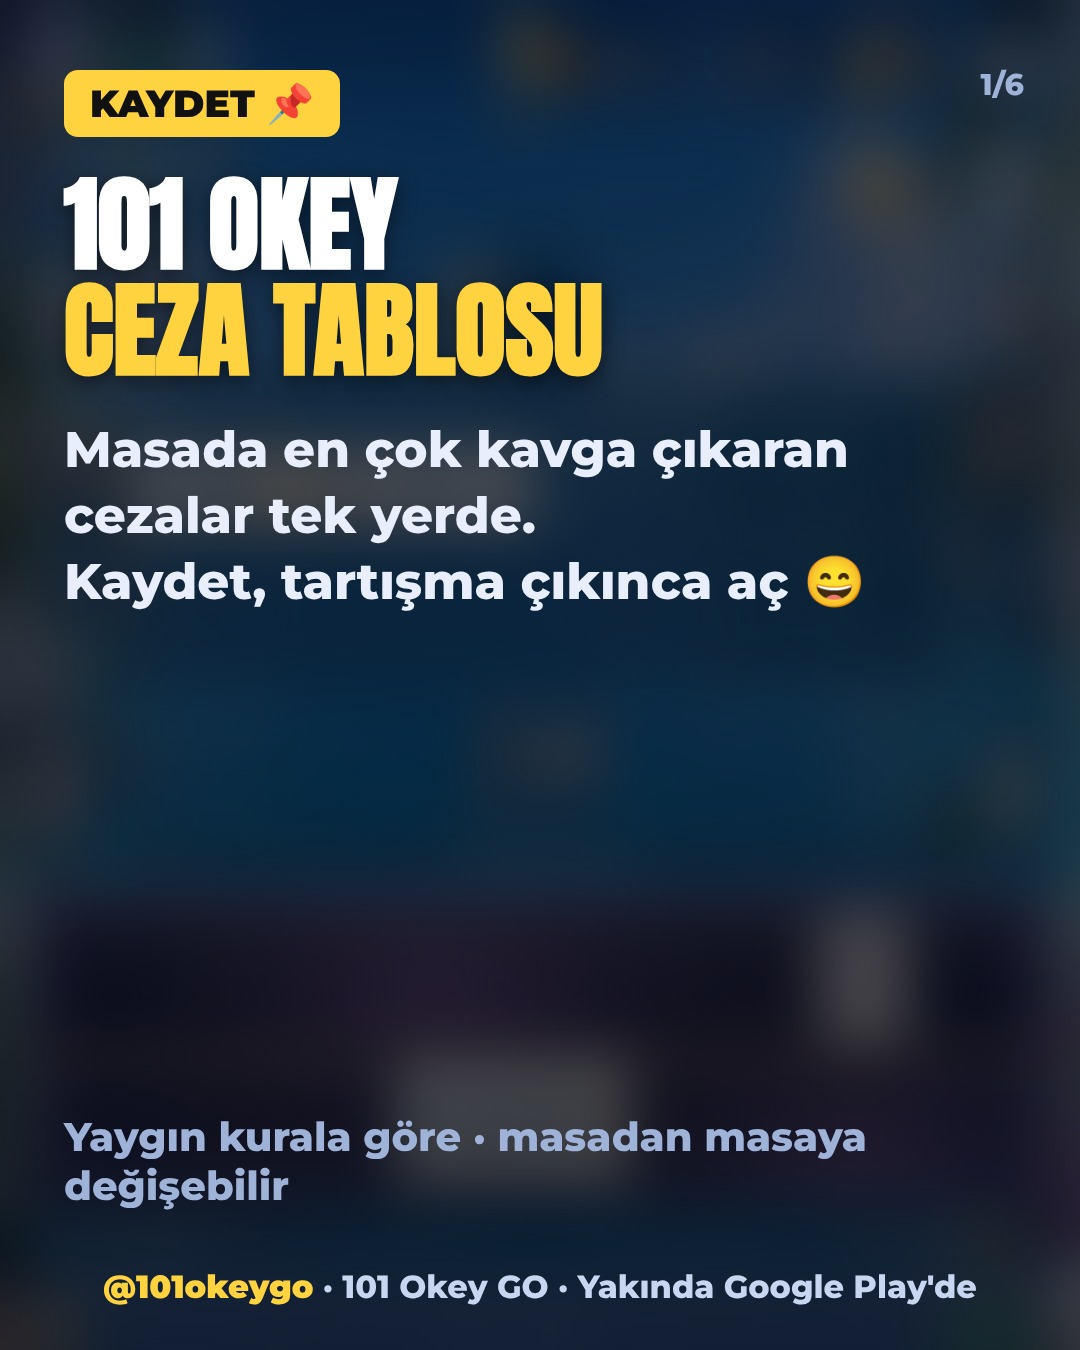 KAYDET 📌
1/6
101 OKEY
CEZA TABLOSU
Masada en çok kavga çıkaran
cezalar tek yerde.
Kaydet, tartışma çıkınca aç 😄
Yaygın kurala göre · masadan masaya
değişebilir
@101okeygo · 101 Okey GO · Yakında Google Play'de